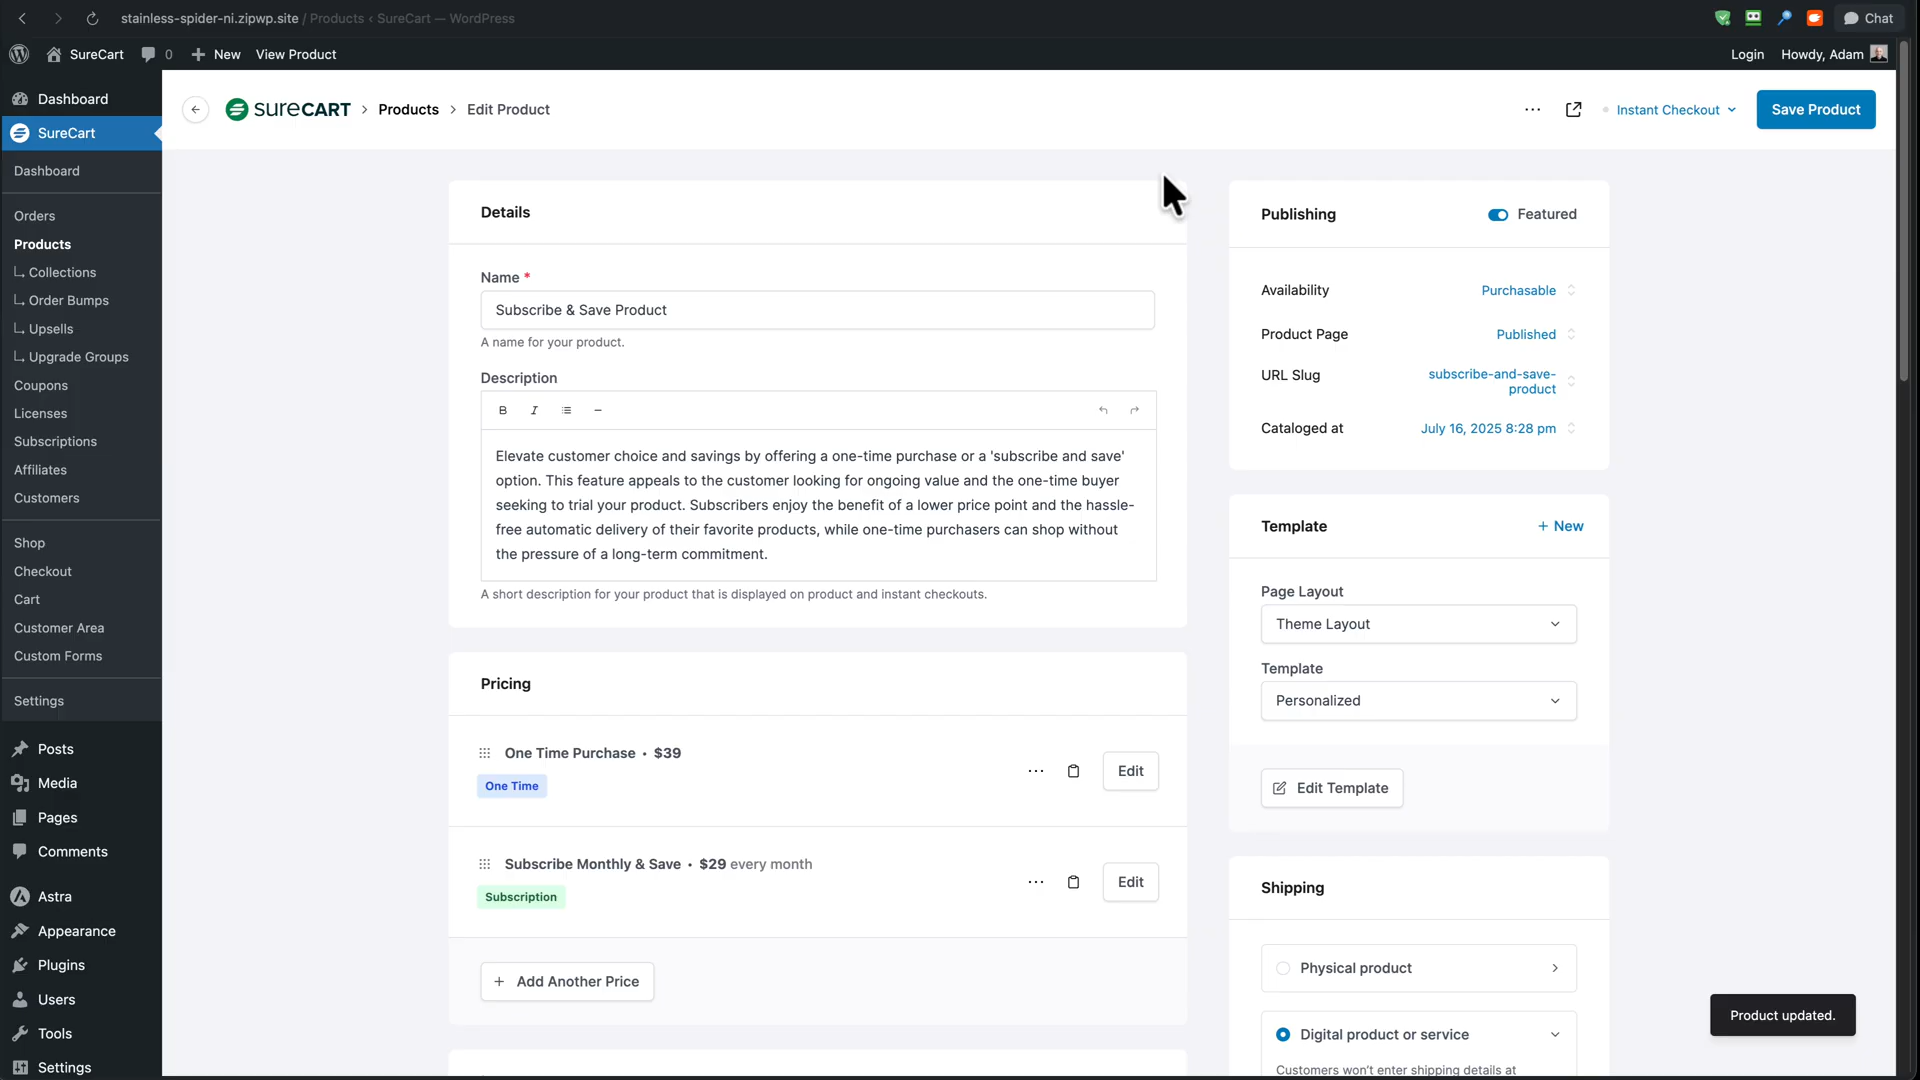 stainless-spider-ni.zipwp.site / Products ‹ SureCart — WordPress
Chat
SureCart
0
New
View Product
Login
Howdy, Adam
Dashboard
SureCart
Dashboard
Orders
Products
Collections
Order Bumps
Upsells
Upgrade Groups
Coupons
Licenses
Subscriptions
Affiliates
Customers
Shop
Checkout
Cart
Customer Area
Custom Forms
Settings
Posts
Media
Pages
Comments
Astra
Appearance
Plugins
Users
Tools
Settings
SURECART > Products > Edit Product
Instant Checkout
Save Product
Details
Name *
Subscribe & Save Product
A name for your product.
Description
B I
Elevate customer choice and savings by offering a one-time purchase or a 'subscribe and save'
option. This feature appeals to the customer looking for ongoing value and the one-time buyer
seeking to trial your product. Subscribers enjoy the benefit of a lower price point and the hassle-
free automatic delivery of their favorite products, while one-time purchasers can shop without
the pressure of a long-term commitment.
A short description for your product that is displayed on product and instant checkouts.
Pricing
One Time Purchase • $39
One Time
Edit
Subscribe Monthly & Save • $29 every month
Subscription
Edit
+ Add Another Price
Publishing
Featured
Availability
Purchasable
Product Page
Published
URL Slug
subscribe-and-save-
product
Cataloged at
July 16, 2025 8:28 pm
Template
+ New
Page Layout
Theme Layout
Template
Personalized
Edit Template
Shipping
Physical product
Digital product or service
Customers won't enter shipping details at
Product updated.